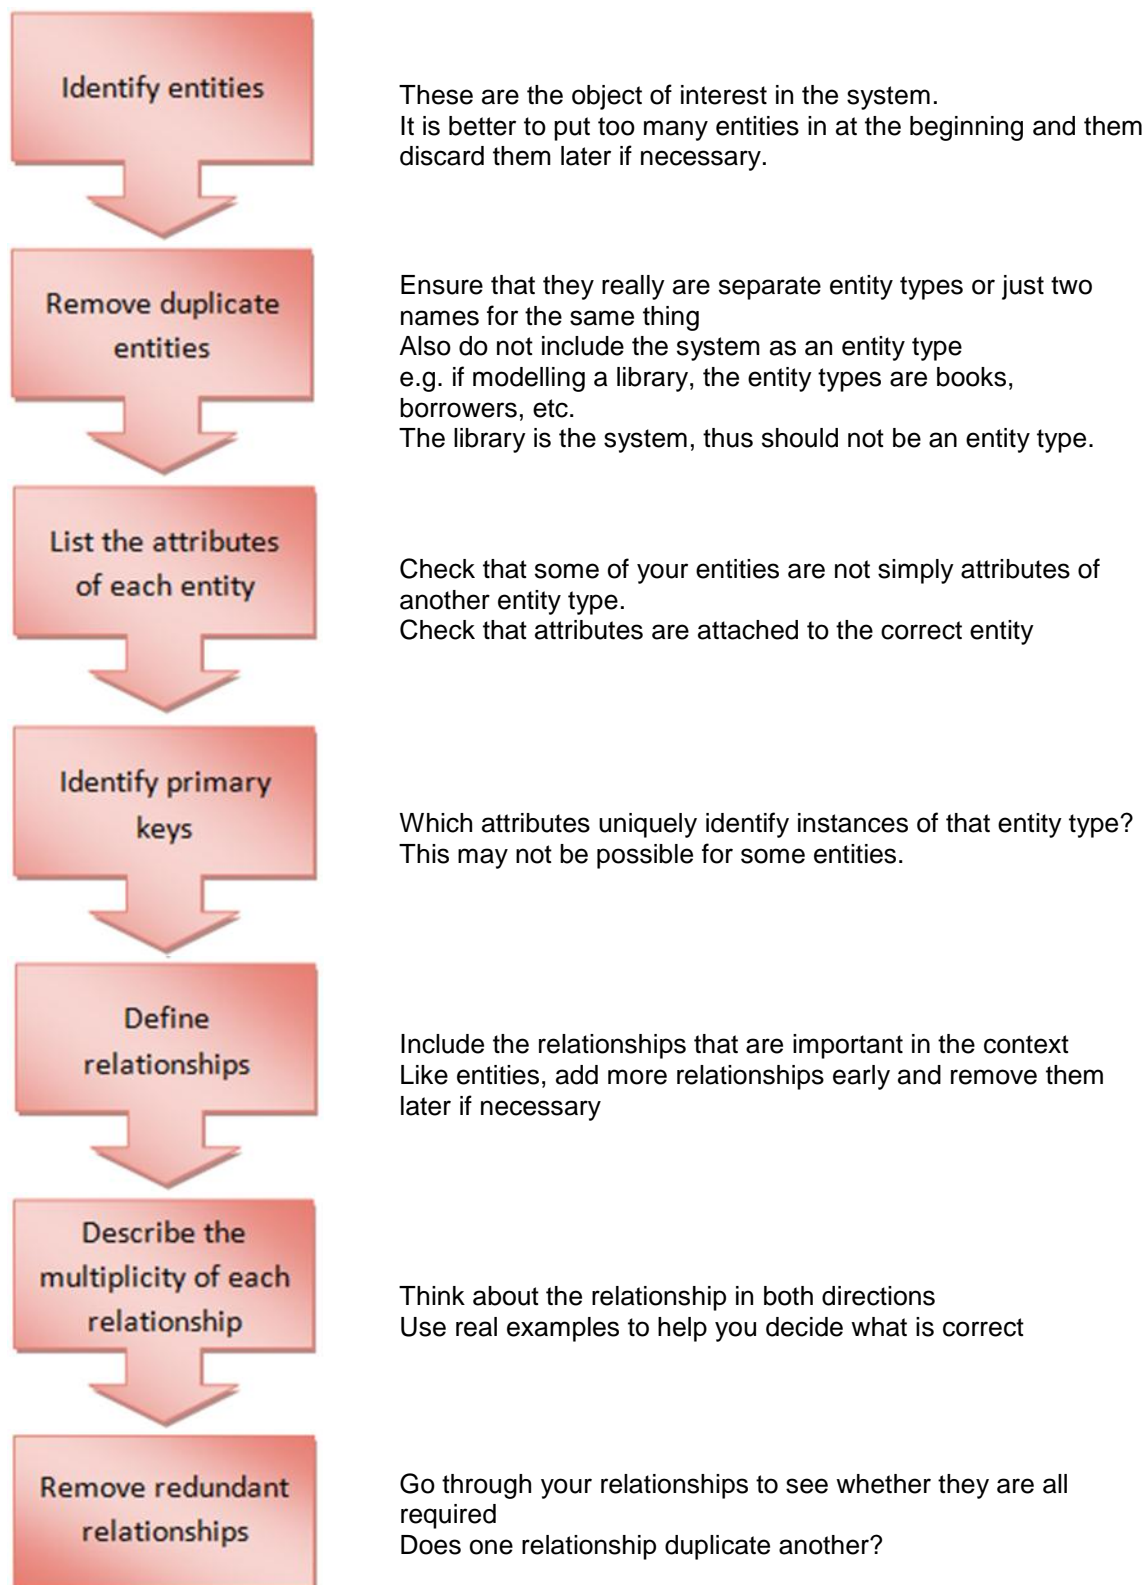 Identify entities
These are the object of interest in the system.
It is better to put too many entities in at the beginning and them
discard them later if necessary.
Remove duplicate
entities
Ensure that they really are separate entity types or just two
names for the same thing
Also do not include the system as an entity type
e.g. if modelling a library, the entity types are books,
borrowers, etc.
The library is the system, thus should not be an entity type.
List the attributes
of each entity
Check that some of your entities are not simply attributes of
another entity type.
Check that attributes are attached to the correct entity
Identify primary
keys
Which attributes uniquely identify instances of that entity type?
This may not be possible for some entities.
Define
relationships
Include the relationships that are important in the context
Like entities, add more relationships early and remove them
later if necessary
Describe the
multiplicity of each
relationship
Think about the relationship in both directions
Use real examples to help you decide what is correct
Remove redundant
relationships
Go through your relationships to see whether they are all
required
Does one relationship duplicate another?